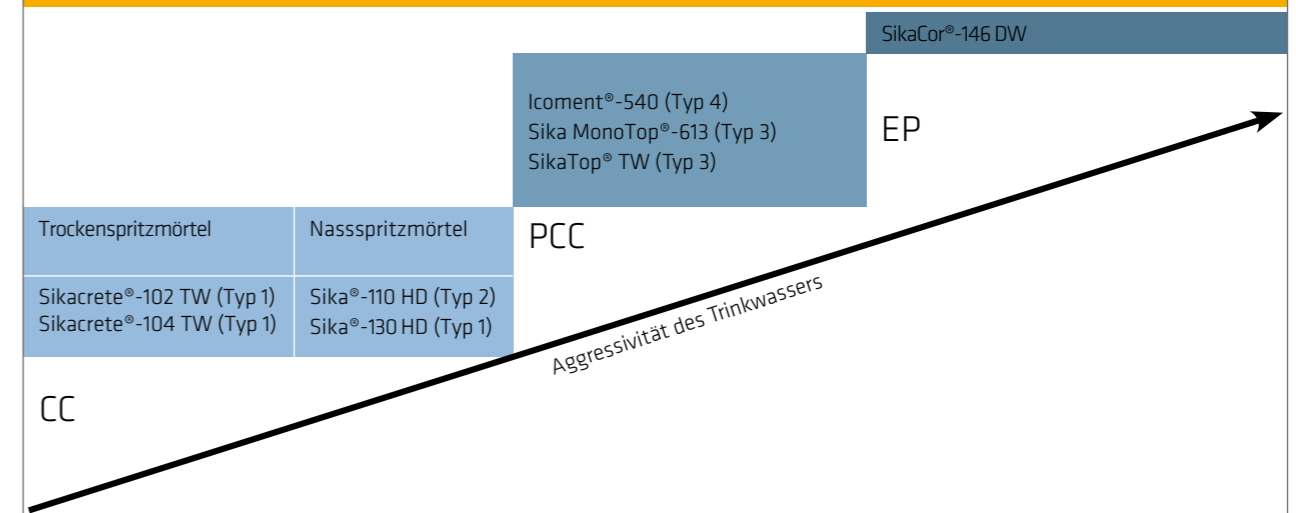 SikaCor®-146 DW
Icoment®-540 (Typ 4)
Sika MonoTop®-613 (Typ 3)
SikaTop® TW (Typ 3)
EP
Trockenspritzmörtel
Nassspritzmörtel
PCC
Sikacrete®-102 TW (Typ 1)
Sikacrete®-104 TW (Typ 1)
Sika®-110 HD (Typ 2)
Sika®-130 HD (Typ 1)
Aggressivität des Trinkwassers
CC